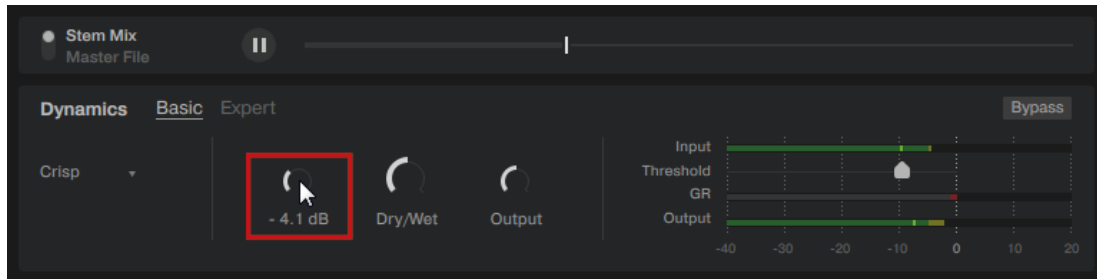 Stem Mix
Master File
Dynamics Basic Expert Bypass
Crisp
- 4.1 dB Dry/Wet Output
Input
Threshold
GR
Output
-40 -30 -20 -10 0 10 20